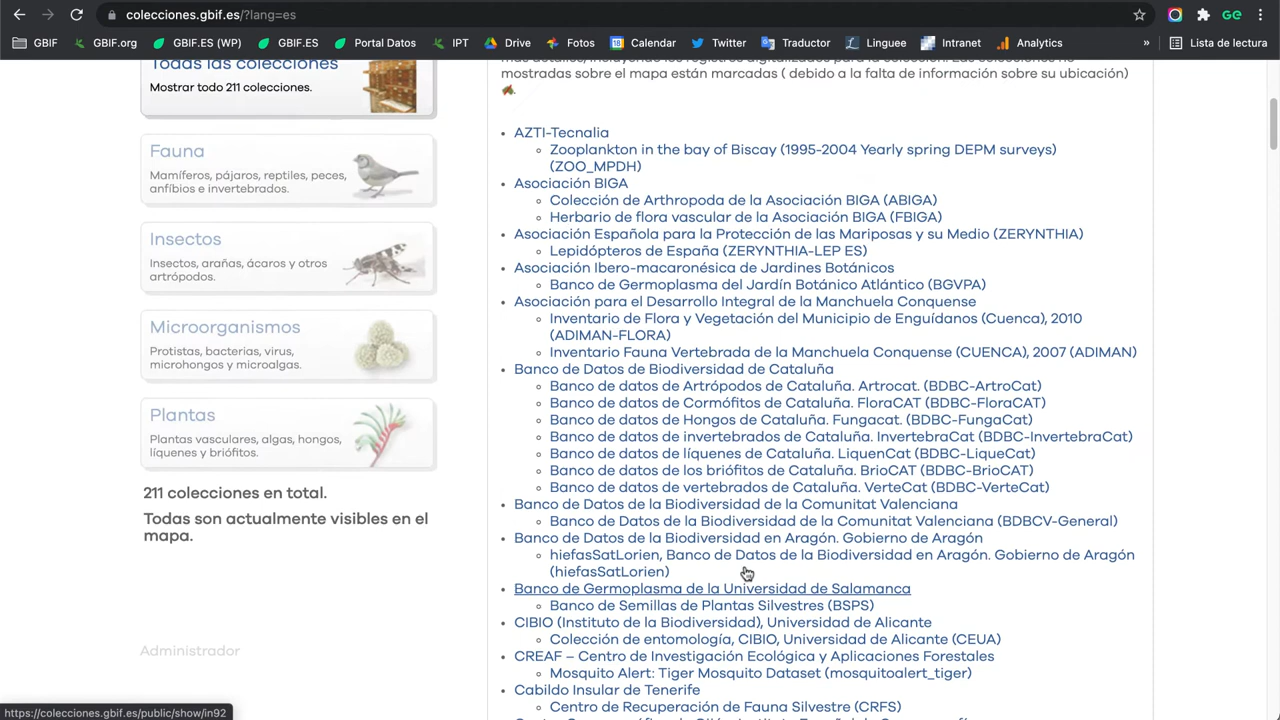 colecciones.gbif.es/?lang=es
GBIF GBIF.org GBIF.ES (WP) GBIF.ES Portal Datos IPT Drive Fotos 18 Calendar Twitter Traductor Linguee Intranet Analytics » Lista de lectura
Todas las colecciones
Mostrar todo 211 colecciones.
Fauna
Mamíferos, pájaros, reptiles, peces,
anfíbios e invertebrados.
Insectos
Insectos, arañas, ácaros y otros
artrópodos.
Microorganismos
Protistas, bacterias, virus,
microhongos y microalgas.
Plantas
Plantas vasculares, algas, hongos,
líquenes y briófitos.
211 colecciones en total.
Todas son actualmente visibles en el
mapa.
Administrador
mostradas sobre el mapa están marcadas ( debido a la falta de información sobre su ubicación)
• AZTI-Tecnalia
Zooplankton in the bay of Biscay (1995-2004 Yearly spring DEPM surveys)
(ZOO_MPDH)
• Asociación BIGA
Colección de Arthropoda de la Asociación BIGA (ABIGA)
Herbario de flora vascular de la Asociación BIGA (FBIGA)
• Asociación Española para la Protección de las Mariposas y su Medio (ZERYNTHIA)
Lepidópteros de España (ZERYNTHIA-LEP ES)
• Asociación Ibero-macaronésica de Jardines Botánicos
Banco de Germoplasma del Jardín Botánico Atlántico (BGVPA)
• Asociación para el Desarrollo Integral de la Manchuela Conquense
Inventario de Flora y Vegetación del Municipio de Enguídanos (Cuenca), 2010
(ADIMAN-FLORA)
Inventario Fauna Vertebrada de la Manchuela Conquense (CUENCA), 2007 (ADIMAN)
• Banco de Datos de Biodiversidad de Cataluña
Banco de datos de Artrópodos de Cataluña. Artrocat. (BDBC-ArtroCat)
Banco de datos de Cormófitos de Cataluña. FloraCAT (BDBC-FloraCAT)
Banco de datos de Hongos de Cataluña. Fungacat. (BDBC-FungaCat)
Banco de datos de invertebrados de Cataluña. InvertebraCat (BDBC-InvertebraCat)
Banco de datos de líquenes de Cataluña. LiquenCat (BDBC-LiqueCat)
Banco de datos de los briófitos de Cataluña. BrioCAT (BDBC-BrioCAT)
Banco de datos de vertebrados de Cataluña. VerteCat (BDBC-VerteCat)
• Banco de Datos de la Biodiversidad de la Comunitat Valenciana
Banco de Datos de la Biodiversidad de la Comunitat Valenciana (BDBCV-General)
• Banco de Datos de la Biodiversidad en Aragón. Gobierno de Aragón
hiefasSatLorien, Banco de Datos de la Biodiversidad en Aragón. Gobierno de Aragón
(hiefasSatLorien)
• Banco de Germoplasma de la Universidad de Salamanca
Banco de Semillas de Plantas Silvestres (BSPS)
• CIBIO (Instituto de la Biodiversidad), Universidad de Alicante
Colección de entomología, CIBIO, Universidad de Alicante (CEUA)
• CREAF – Centro de Investigación Ecológica y Aplicaciones Forestales
Mosquito Alert: Tiger Mosquito Dataset (mosquitoalert_tiger)
• Cabildo Insular de Tenerife
Centro de Recuperación de Fauna Silvestre (CRFS)
https://colecciones.gbif.es/public/show/in92